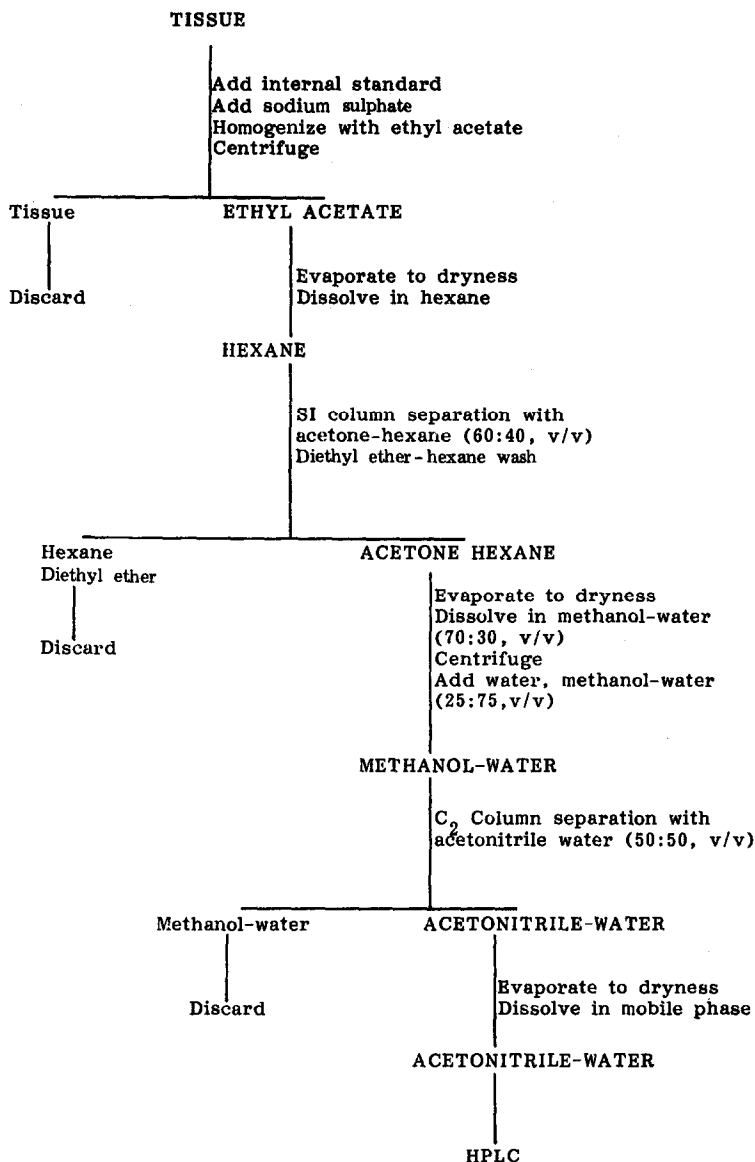 TISSUE
Add internal standard
Add sodium sulphate
Homogenize with ethyl acetate
Centrifuge
Tissue
ETHYL ACETATE
Discard
Evaporate to dryness
Dissolve in hexane
HEXANE
SI column separation with
acetone-hexane (60:40, v/v)
Diethyl ether-hexane wash
Hexane
Diethyl ether
Discard
ACETONE HEXANE
Evaporate to dryness
Dissolve in methanol-water
(70:30, v/v)
Centrifuge
Add water, methanol-water
(25:75,v/v)
METHANOL-WATER
C2 Column separation with
acetonitrile water (50:50, v/v)
Methanol-water
ACETONITRILE-WATER
Discard
Evaporate to dryness
Dissolve in mobile phase
ACETONITRILE-WATER
HPLC